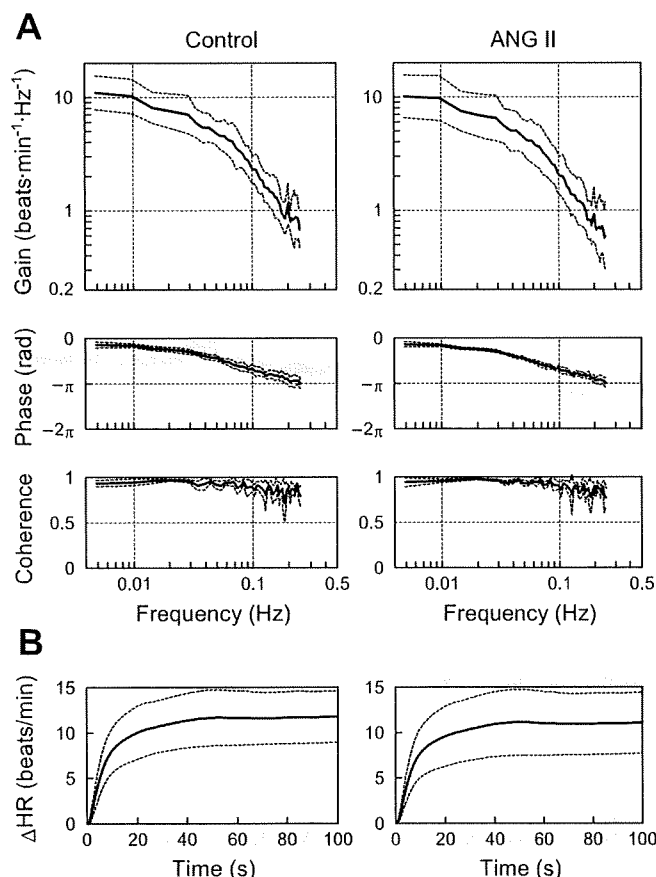 A
Control
ANG II
Gain (beats·min⁻¹·Hz⁻¹)
10
1
0.2
10
1
0.2
Phase (rad)
0
−π
−2π
0
−π
−2π
Coherence
1
0.5
0
0.01
0.1
0.5
Frequency (Hz)
1
0.5
0
0.01
0.1
0.5
Frequency (Hz)
B
ΔHR (beats/min)
15
10
5
0
0
20
40
60
80
100
Time (s)
15
10
5
0
0
20
40
60
80
100
Time (s)